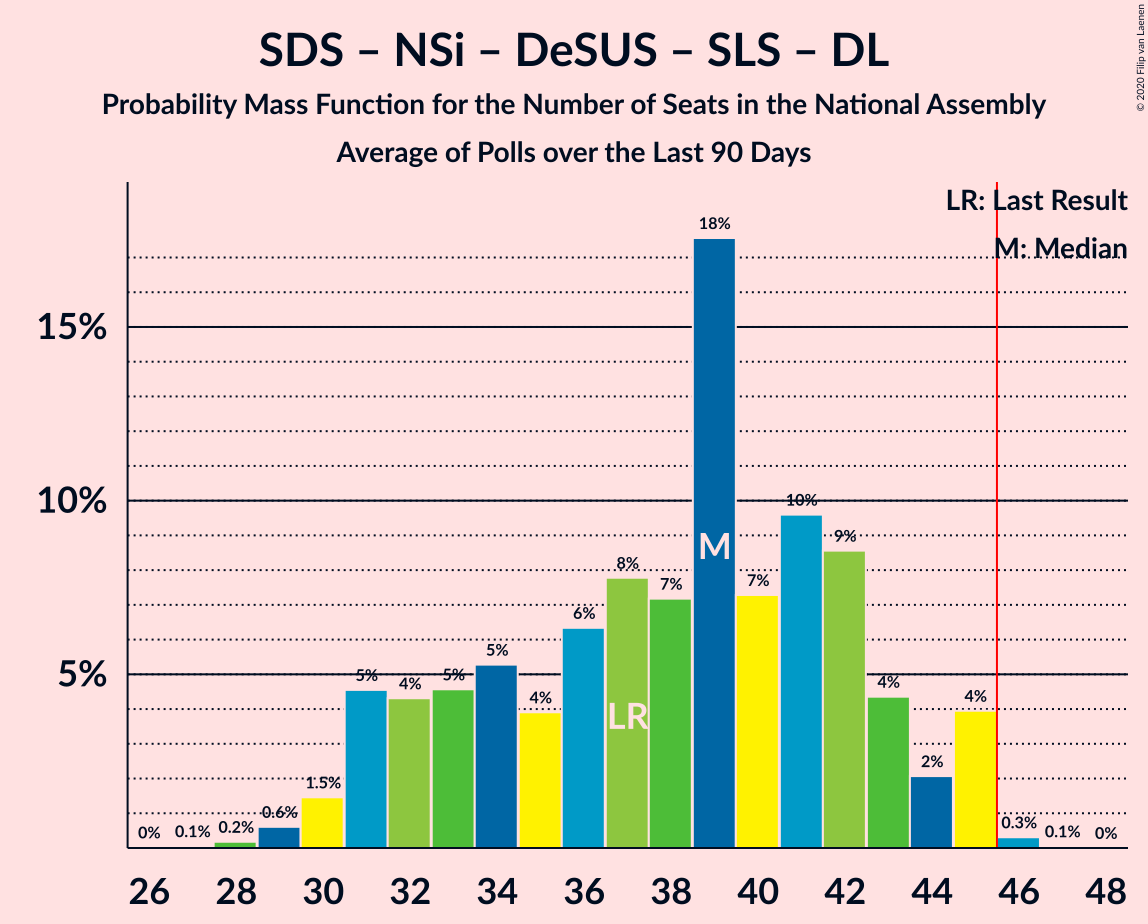 SDS – NSi – DeSUS – SLS – DL
Probability Mass Function for the Number of Seats in the National Assembly
Average of Polls over the Last 90 Days
© 2020 Filip van Laenen
LR: Last Result
M: Median
15%
10%
5%
0%
0.1%
0.2%
0.6%
1.5%
5%
4%
5%
5%
4%
6%
8%
7%
18%
7%
10%
9%
4%
2%
4%
0.3%
0.1%
0%
LR
M
26 28 30 32 34 36 38 40 42 44 46 48